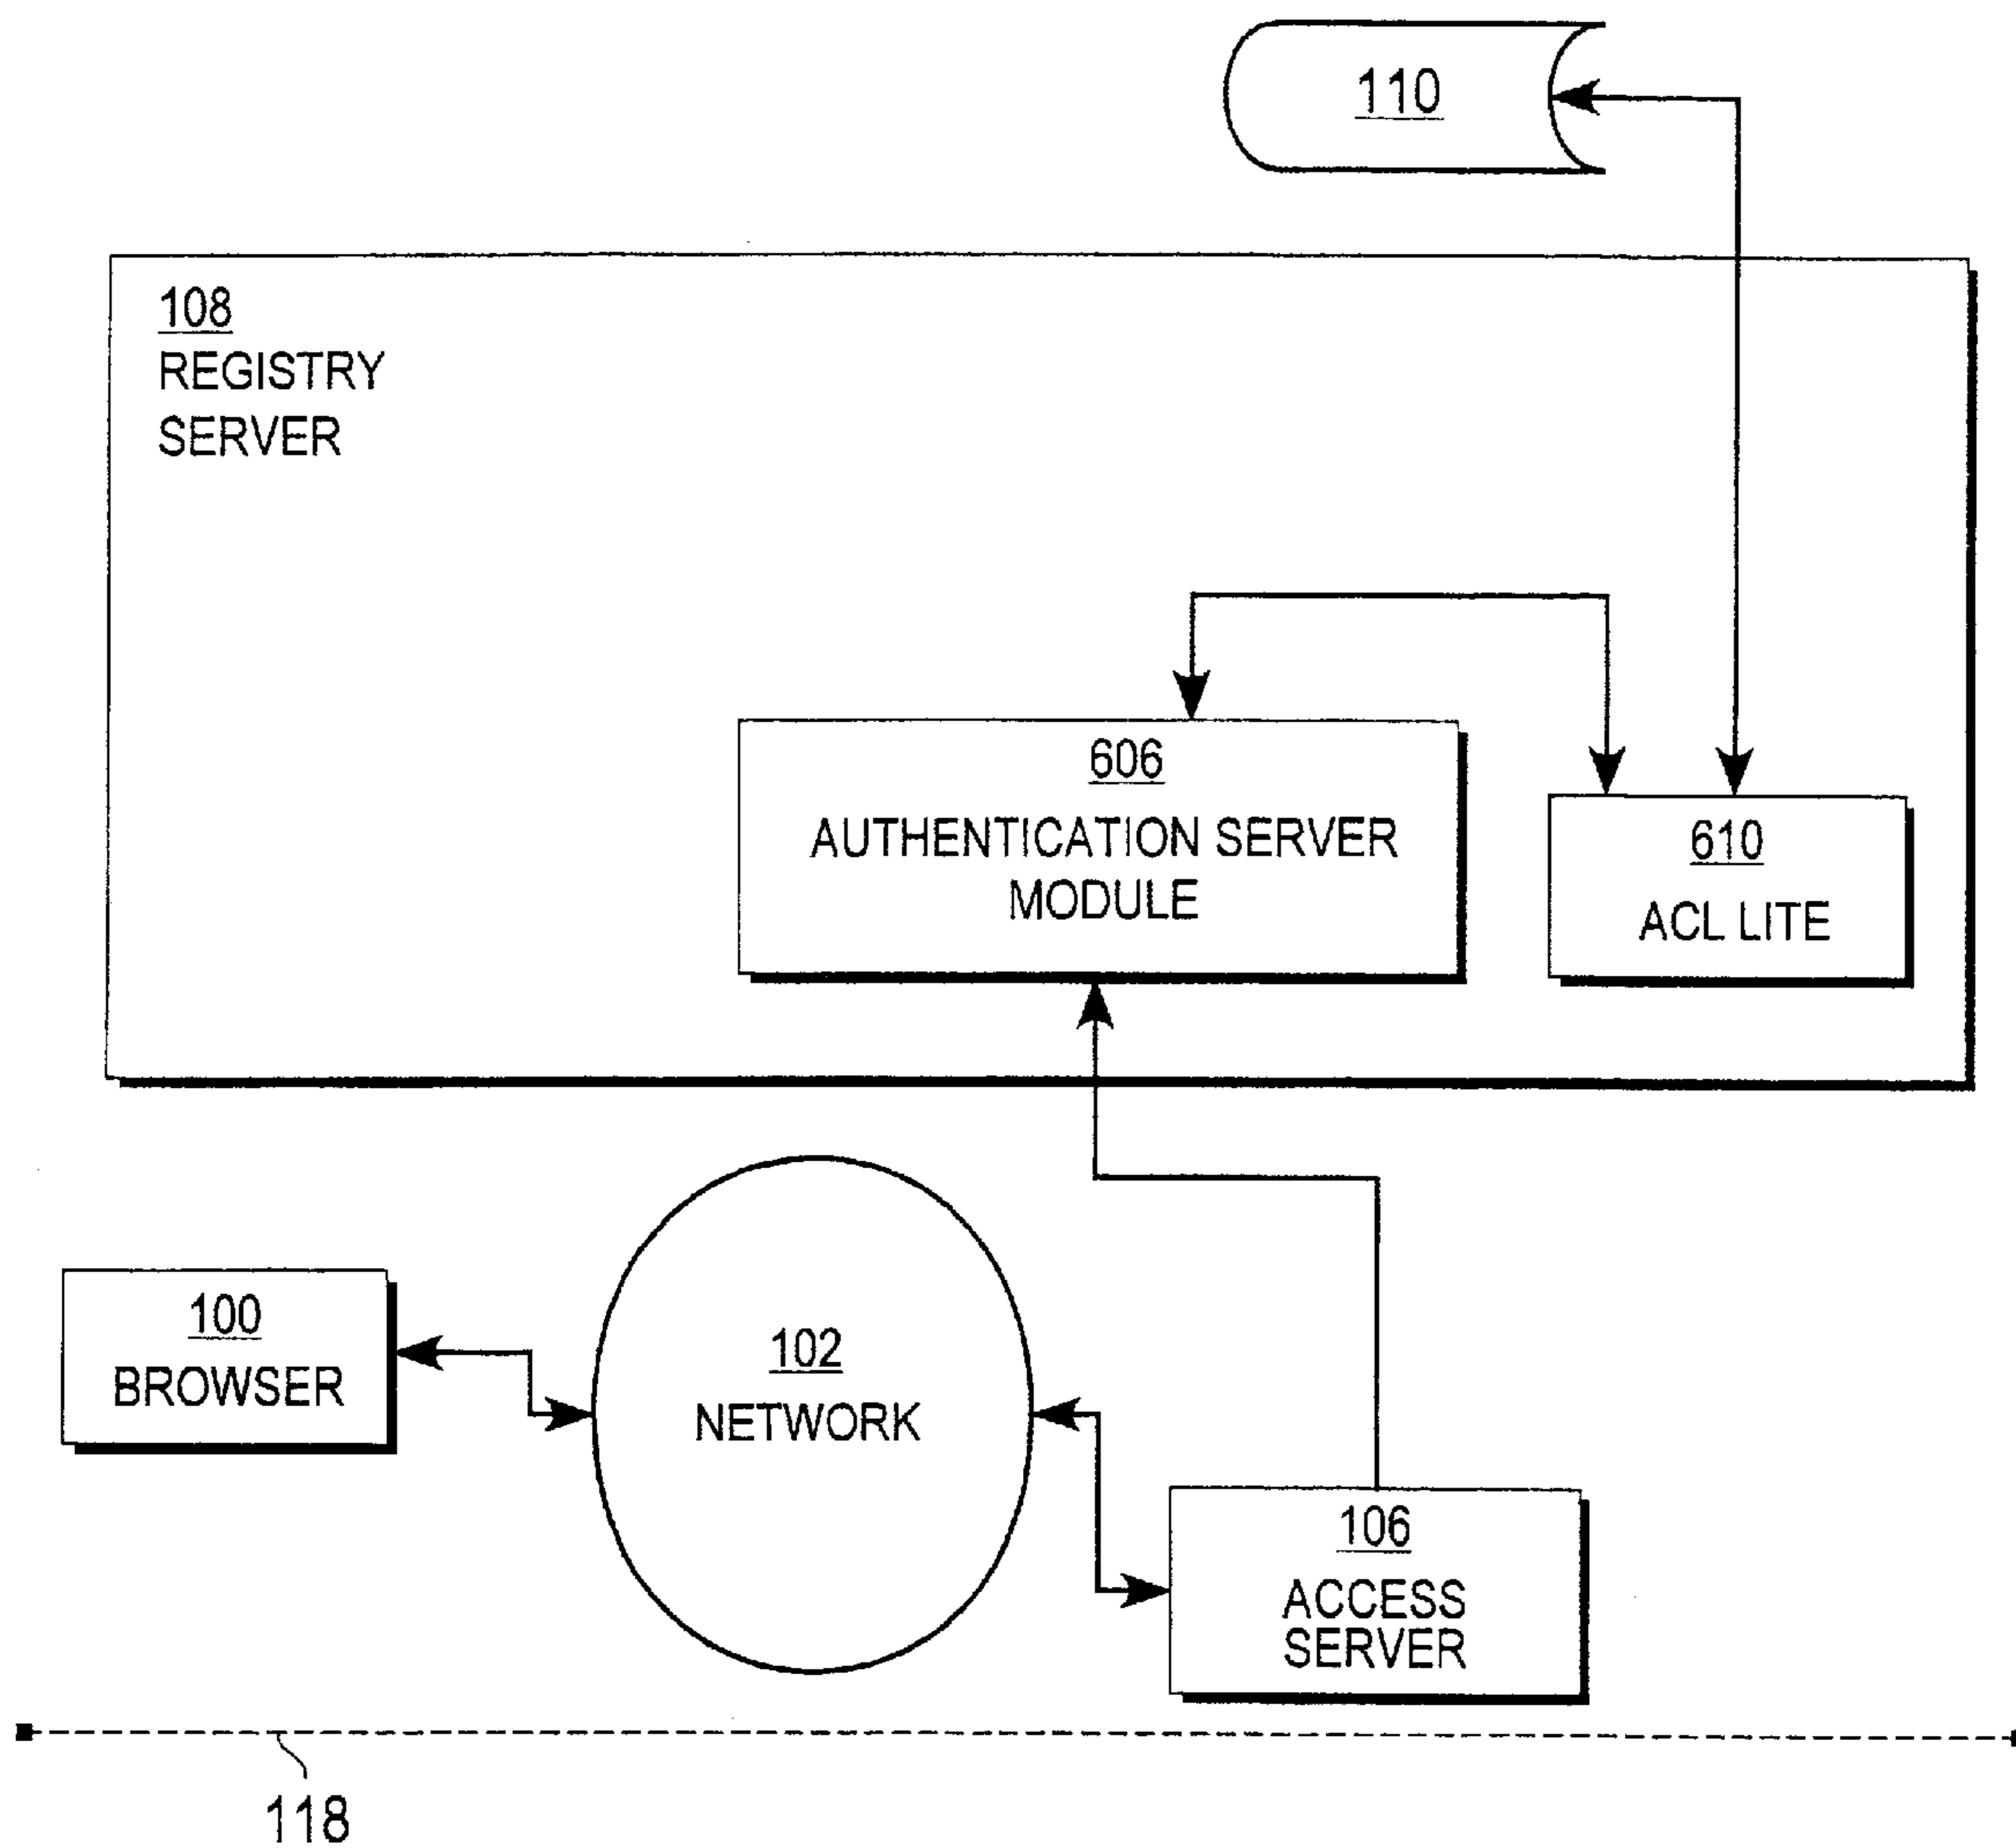 110
108
REGISTRY
SERVER
606
AUTHENTICATION SERVER
MODULE
610
ACL LITE
100
BROWSER
102
NETWORK
106
ACCESS
SERVER
118